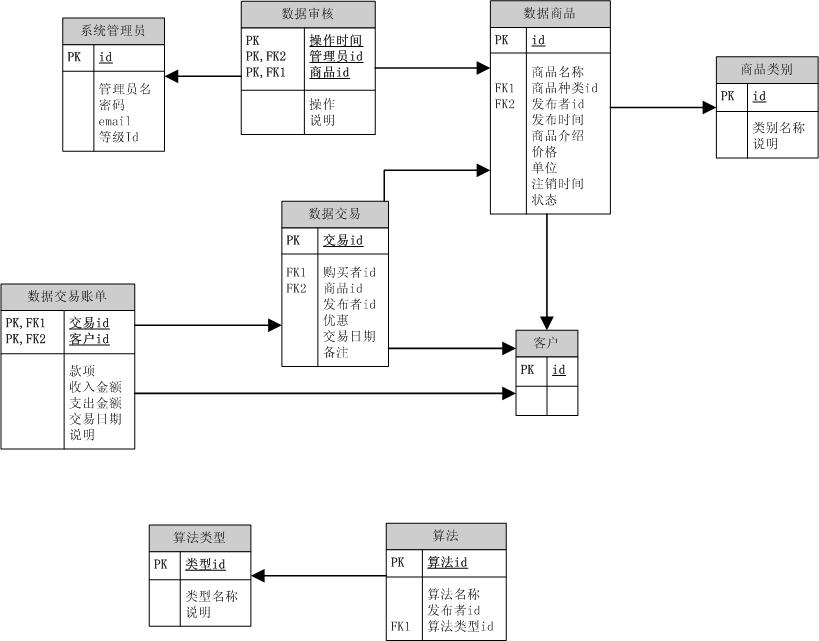 系统管理员
PK id
管理员名
密码
email
等级Id
数据审核
PK 操作时间
PK,FK2 管理员id
PK,FK1 商品id
操作
说明
数据商品
PK id
商品名称
FK1 商品种类id
FK2 发布者id
发布时间
商品介绍
价格
单位
注销时间
状态
商品类别
PK id
类别名称
说明
数据交易
PK 交易id
FK1 购买者id
FK2 商品id
发布者id
优惠
交易日期
备注
数据交易账单
PK,FK1 交易id
PK,FK2 客户id
款项
收入金额
支出金额
交易日期
说明
客户
PK id
算法类型
PK 类型id
类型名称
说明
算法
PK 算法id
算法名称
发布者id
FK1 算法类型id